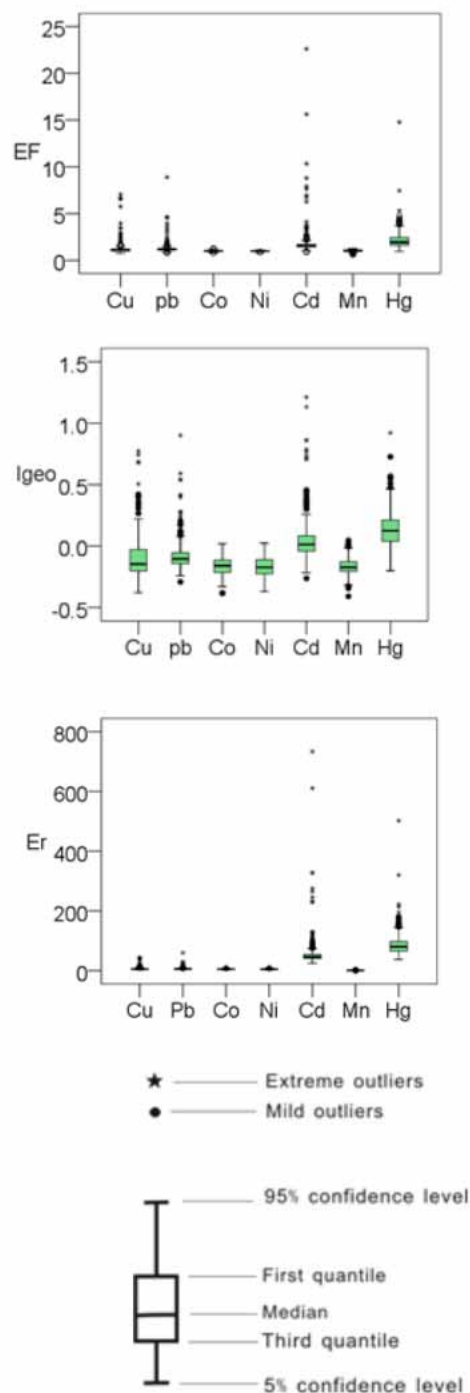 25
20
15
EF
10
5
0
Cu pb Co Ni Cd Mn Hg
1.5
1.0
Igeo
0.5
0.0
-0.5
Cu pb Co Ni Cd Mn Hg
800
600
Er
400
200
0
Cu Pb Co Ni Cd Mn Hg
Extreme outliers
Mild outliers
95% confidence level
First quantile
Median
Third quantile
5% confidence level